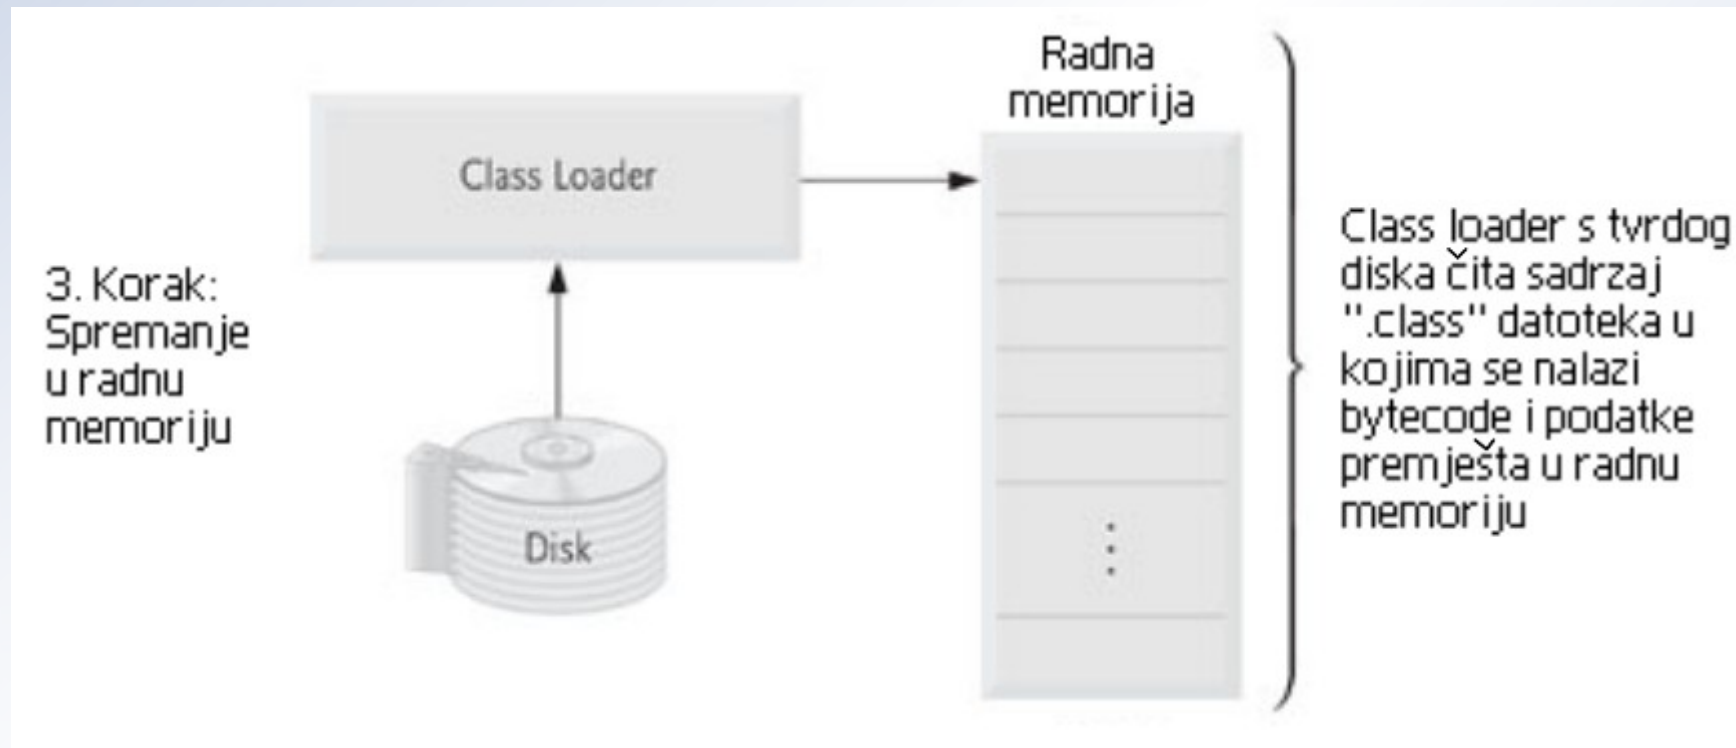 3. Korak:
Spremanje
u radnu
memoriju
Class Loader
Disk
Radna
memorija
Class loader s tvrdog
diska čita sadrzaj
".class" datoteka u
kojima se nalazi
bytecode i podatke
premješta u radnu
memoriju